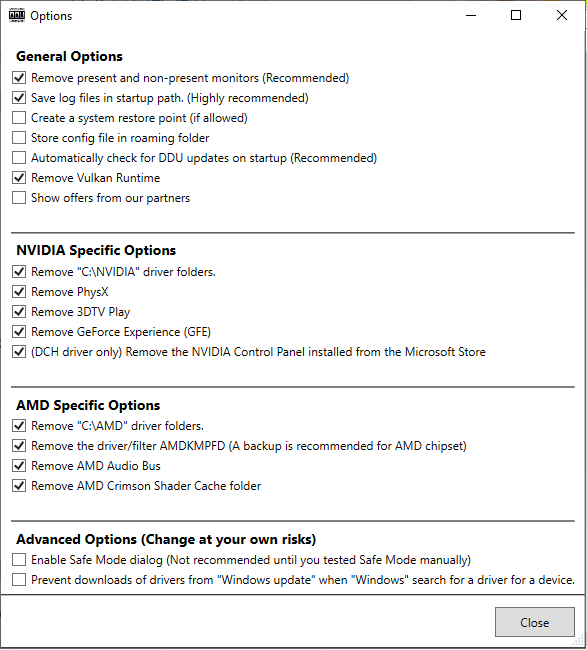 Options
General Options
Remove present and non-present monitors (Recommended)
Save log files in startup path. (Highly recommended)
Create a system restore point (if allowed)
Store config file in roaming folder
Automatically check for DDU updates on startup (Recommended)
Remove Vulkan Runtime
Show offers from our partners
NVIDIA Specific Options
Remove "C:\NVIDIA" driver folders.
Remove PhysX
Remove 3DTV Play
Remove GeForce Experience (GFE)
(DCH driver only) Remove the NVIDIA Control Panel installed from the Microsoft Store
AMD Specific Options
Remove "C:\AMD" driver folders.
Remove the driver/filter AMDKMPFD (A backup is recommended for AMD chipset)
Remove AMD Audio Bus
Remove AMD Crimson Shader Cache folder
Advanced Options (Change at your own risks)
Enable Safe Mode dialog (Not recommended until you tested Safe Mode manually)
Prevent downloads of drivers from "Windows update" when "Windows" search for a driver for a device.
Close